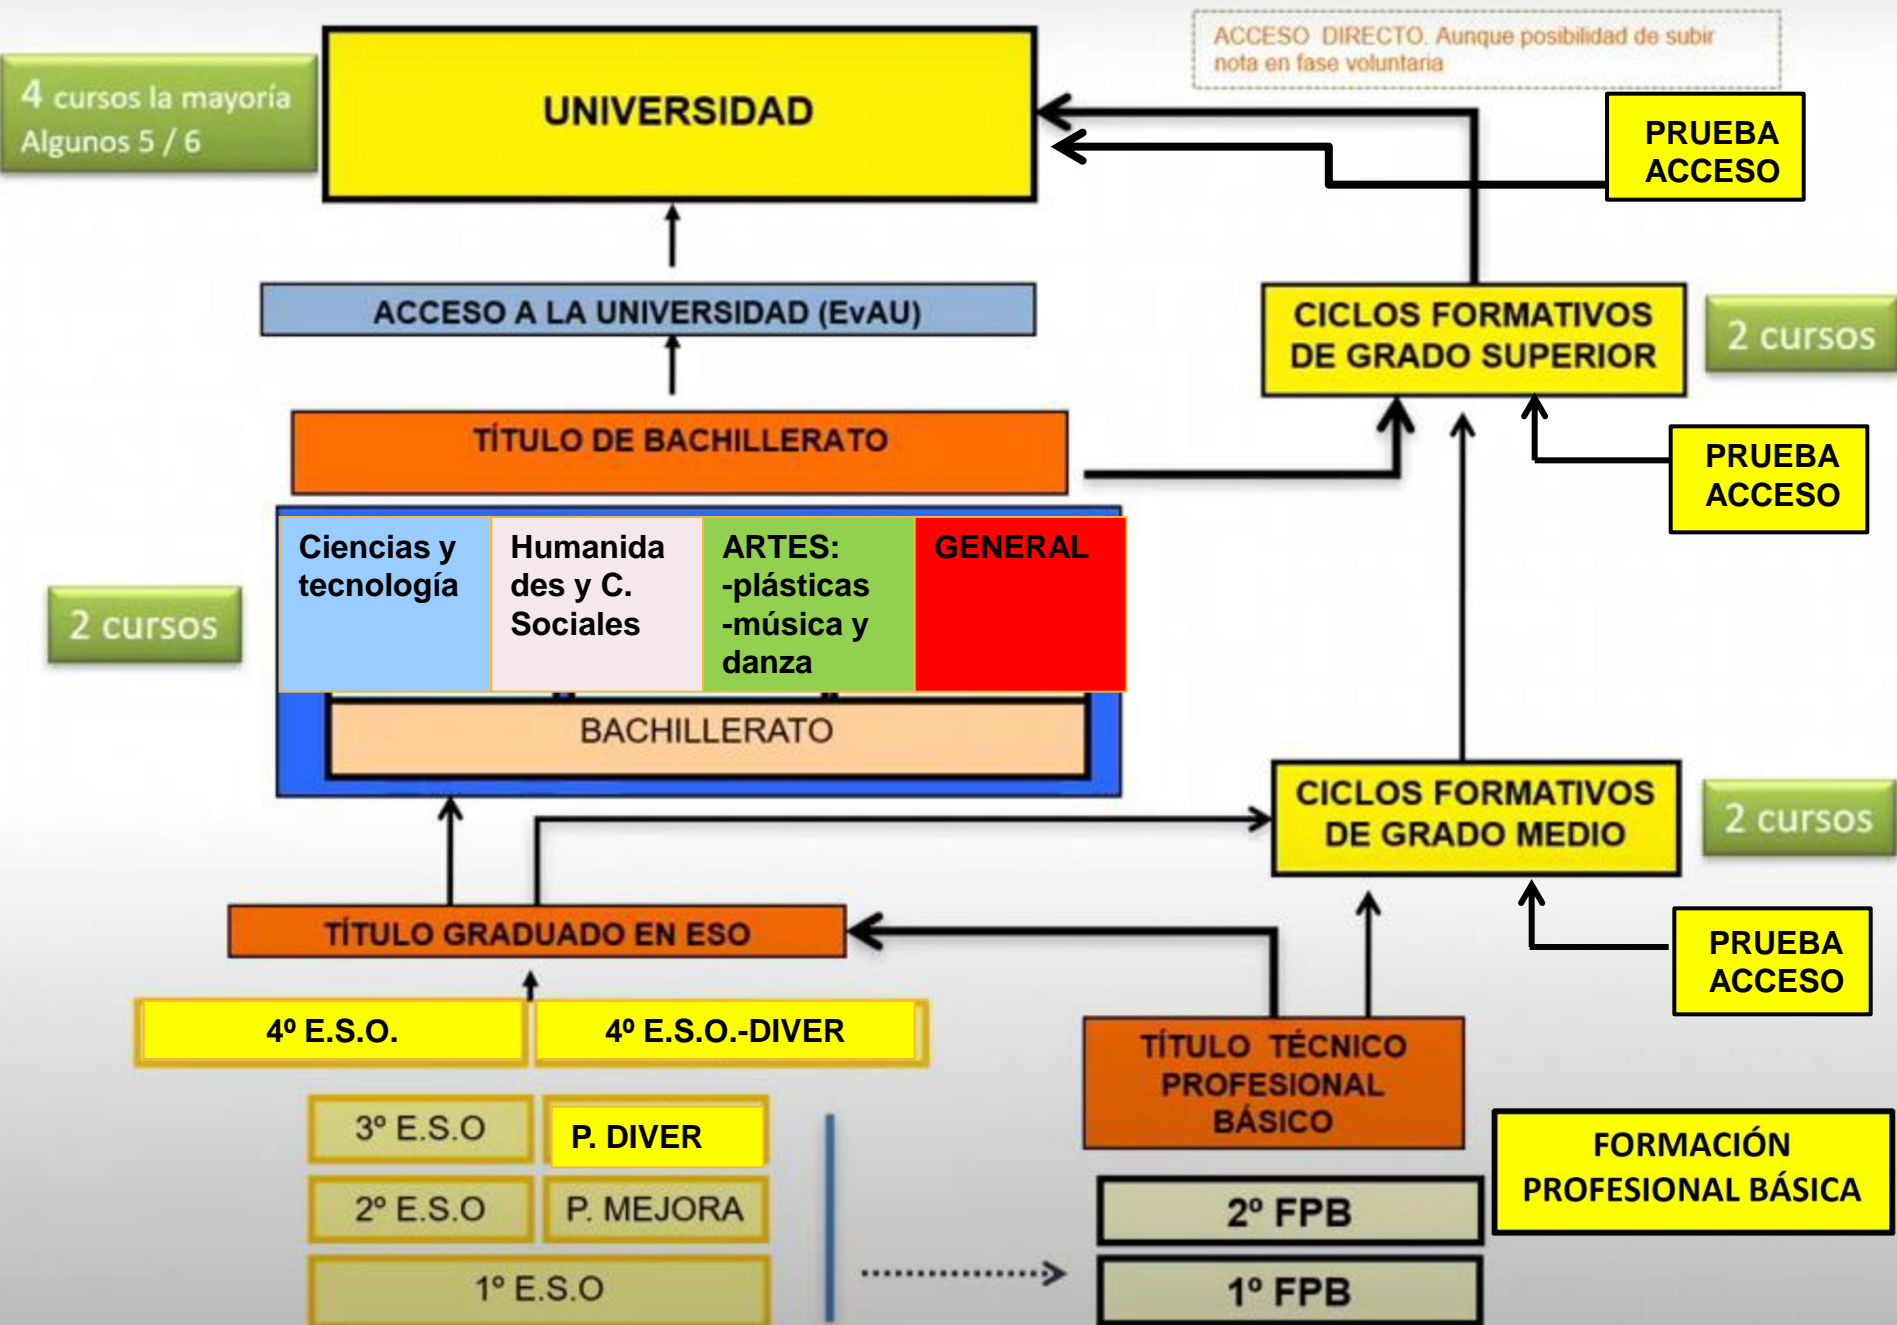 ACCESO DIRECTO. Aunque posibilidad de subir
nota en fase voluntaria
4 cursos la mayoría
Algunos 5 / 6
UNIVERSIDAD
PRUEBA
ACCESO
ACCESO A LA UNIVERSIDAD (EvAU)
CICLOS FORMATIVOS
DE GRADO SUPERIOR
2 cursos
TÍTULO DE BACHILLERATO
PRUEBA
ACCESO
Ciencias y
tecnología
Humanida
des y C.
Sociales
ARTES:
-plásticas
-música y
danza
GENERAL
2 cursos
BACHILLERATO
CICLOS FORMATIVOS
DE GRADO MEDIO
2 cursos
TÍTULO GRADUADO EN ESO
PRUEBA
ACCESO
4º E.S.O.
4º E.S.O.-DIVER
TÍTULO TÉCNICO
PROFESIONAL
BÁSICO
3º E.S.O
P. DIVER
FORMACIÓN
PROFESIONAL BÁSICA
2º E.S.O
P. MEJORA
2º FPB
1º E.S.O
1º FPB